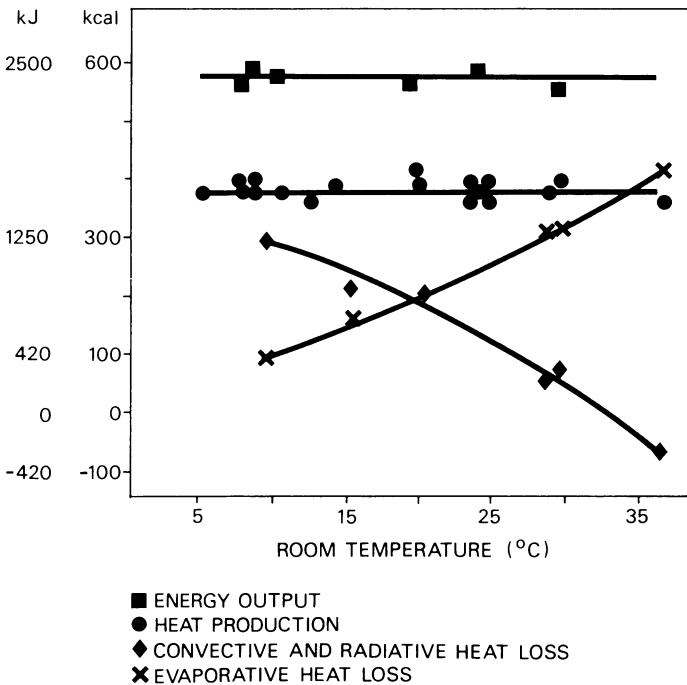 kJ kcal
2500 600
1250 300
420 100
0 0
-420 -100
5 15 25 35
ROOM TEMPERATURE (°C)
ENERGY OUTPUT
HEAT PRODUCTION
CONVECTIVE AND RADIATIVE HEAT LOSS
EVAPORATIVE HEAT LOSS